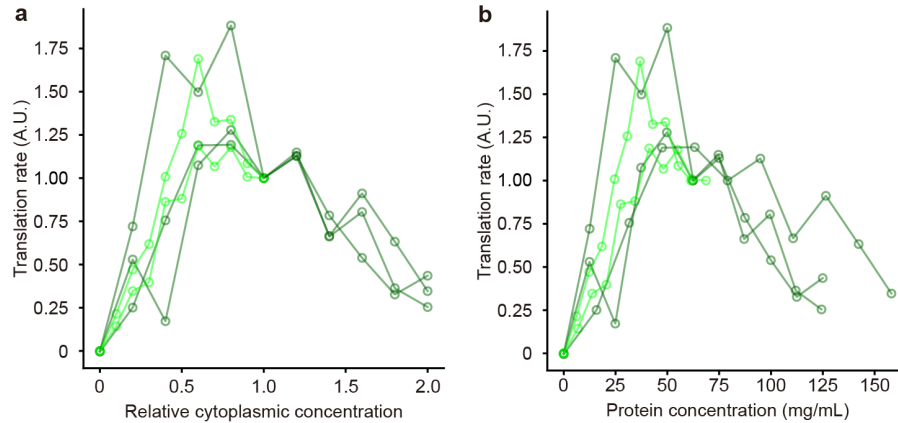 a
Translation rate (A.U.)
1.75
1.50
1.25
1.00
0.75
0.50
0.25
0
0 0.5 1.0 1.5 2.0
Relative cytoplasmic concentration
b
Translation rate (A.U.)
1.75
1.50
1.25
1.00
0.75
0.50
0.25
0
0 25 50 75 100 125 150
Protein concentration (mg/mL)